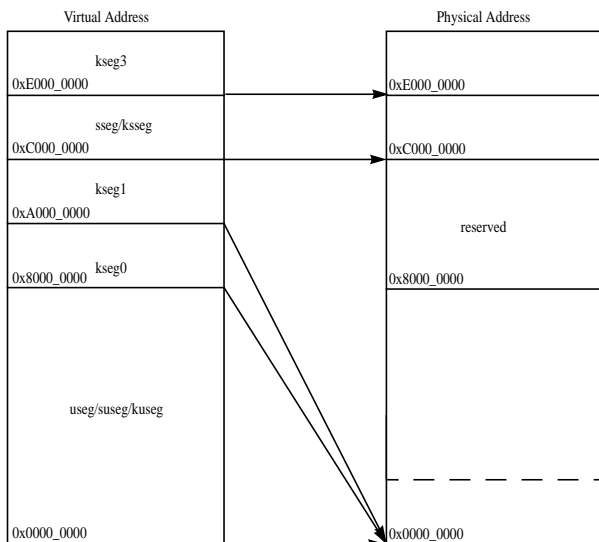 Virtual Address
kseg3
0xE000_0000
sseg/ksseg
0xC000_0000
kseg1
0xA000_0000
kseg0
0x8000_0000
useg/suseg/kuseg
0x0000_0000
Physical Address
0xE000_0000
0xC000_0000
reserved
0x8000_0000
0x0000_0000